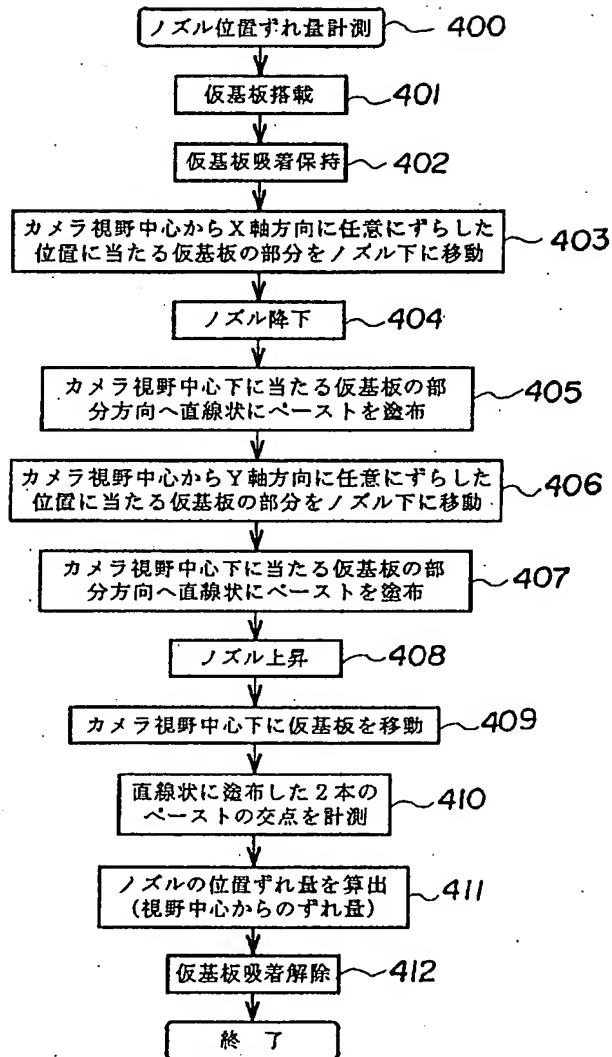 ノズル位置ずれ量計測 400
仮基板搭載 401
仮基板吸着保持 402
カメラ視野中心からX軸方向に任意にずらした
位置に当たる仮基板の部分をノズル下に移動 403
ノズル降下 404
カメラ視野中心下に当たる仮基板の部
分方向へ直線状にペーストを塗布 405
カメラ視野中心からY軸方向に任意にずらした
位置に当たる仮基板の部分をノズル下に移動 406
カメラ視野中心下に当たる仮基板の部
分方向へ直線状にペーストを塗布 407
ノズル上昇 408
カメラ視野中心下に仮基板を移動 409
直線状に塗布した2本の
ペーストの交点を計測 410
ノズルの位置ずれ量を算出
(視野中心からのずれ量) 411
仮基板吸着解除 412
終了